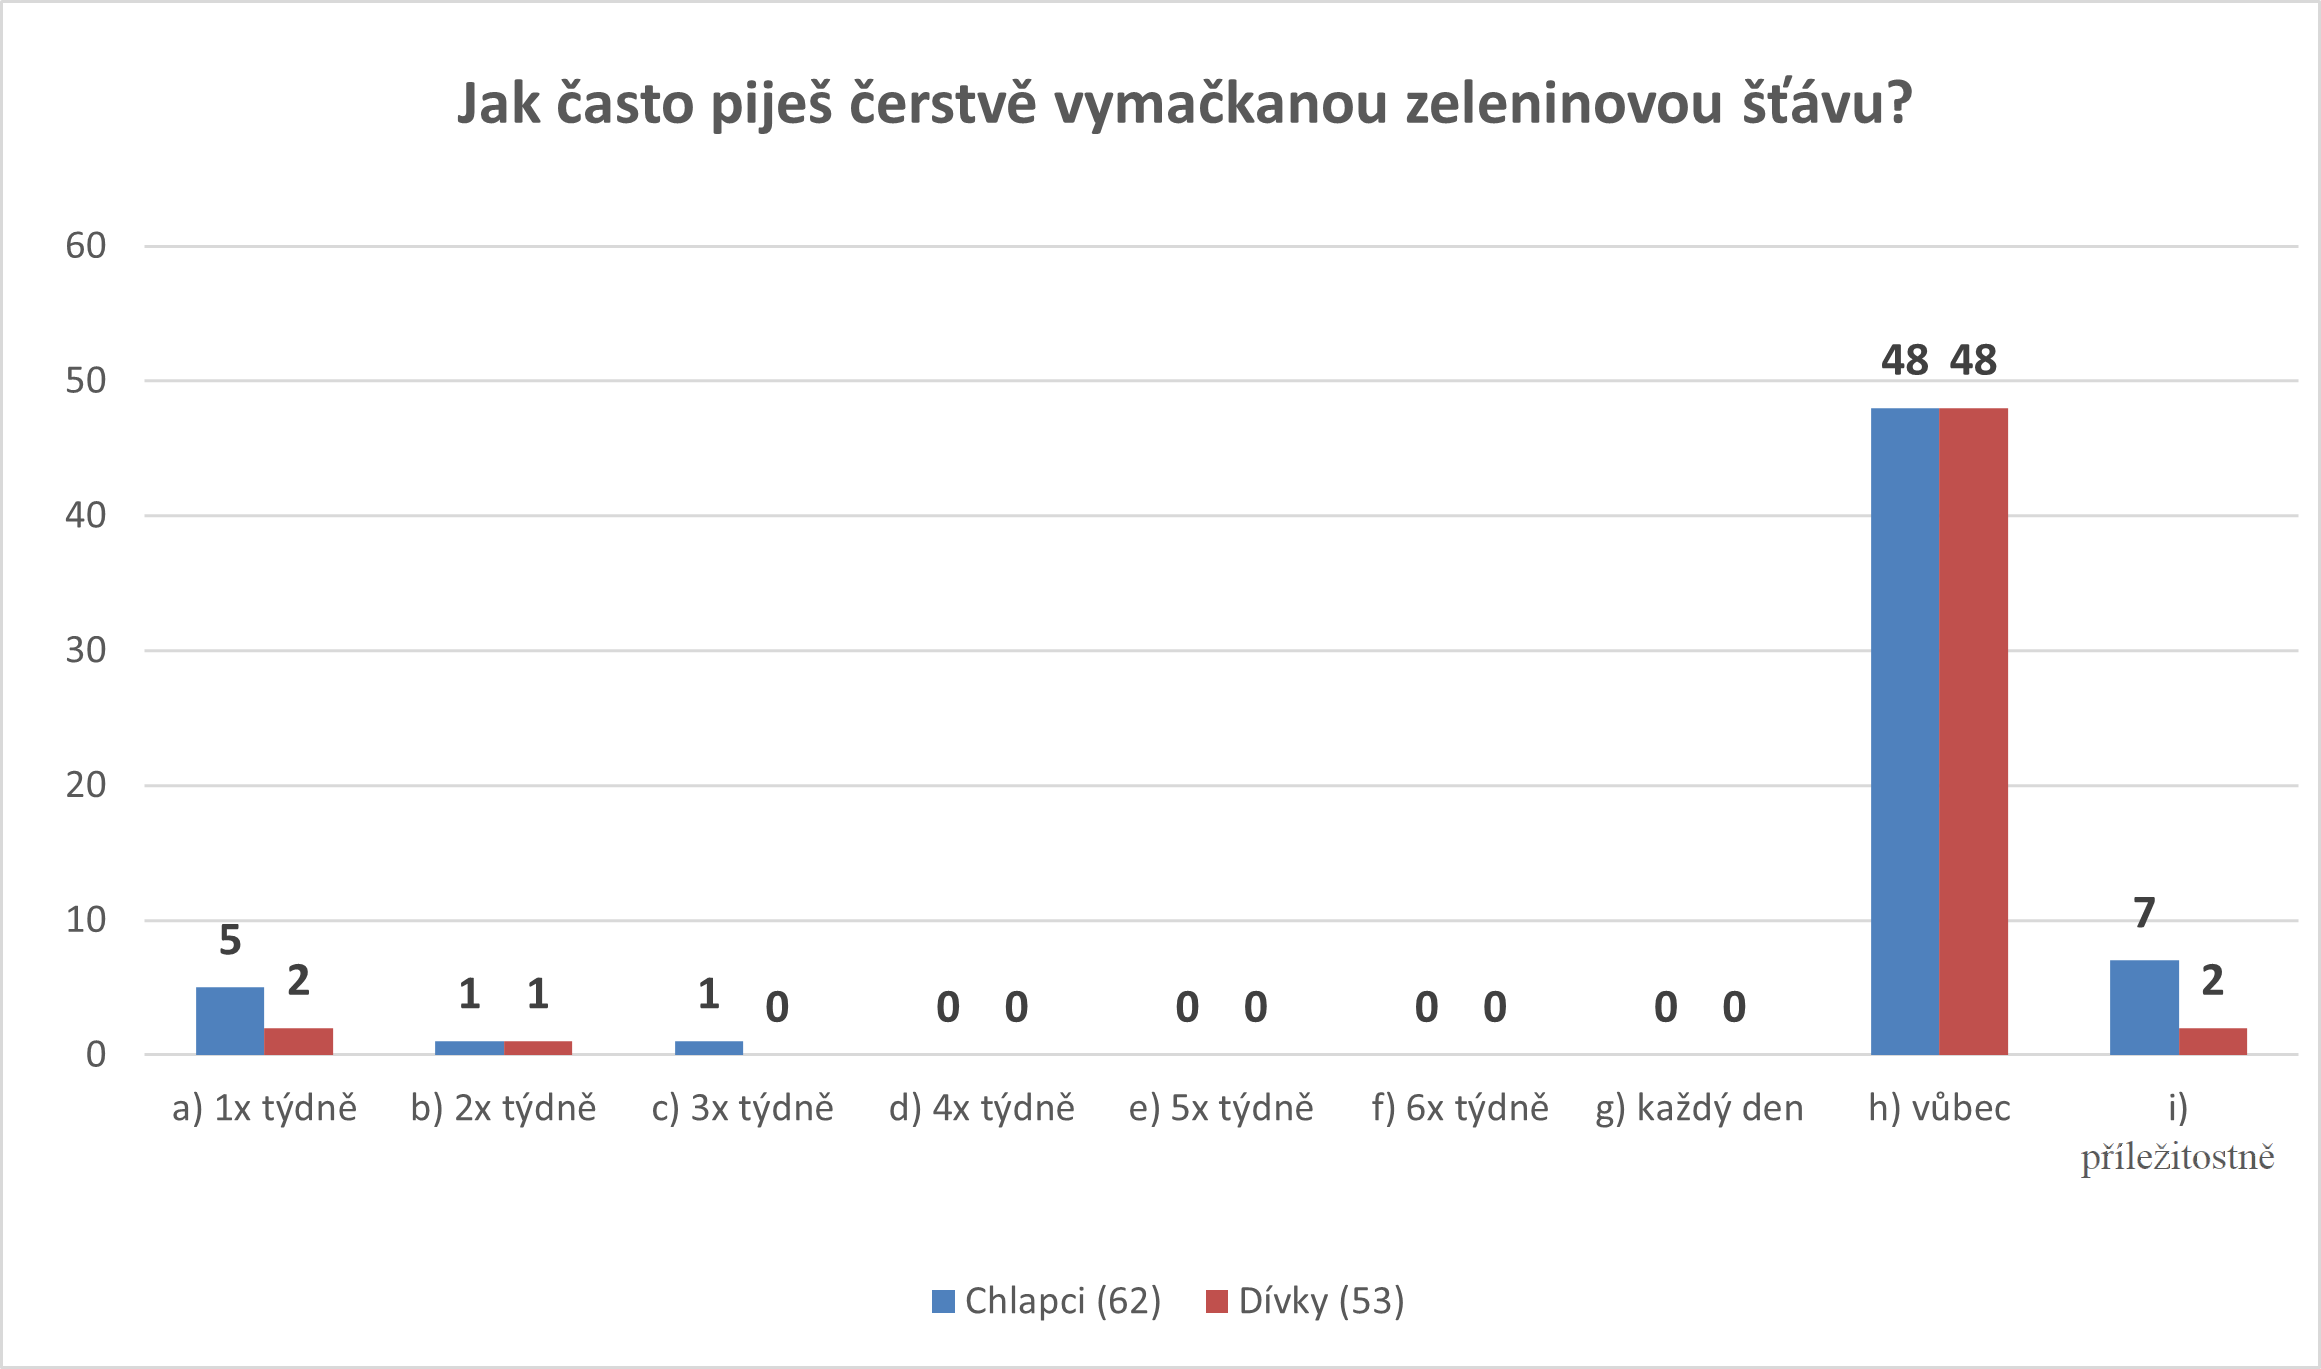 Jak často piješ čerstvě vymačkanou zeleninovou šťávu?
60
50
40
30
20
10
0
48 48
7
5
2
2
1 1
1
0
0 0
0 0
0 0
0 0
a) 1x týdně
b) 2x týdně
c) 3x týdně
d) 4x týdně
e) 5x týdně
f) 6x týdně
g) každý den
h) vůbec
i)
příležitostně
Chlapci (62)
Dívky (53)